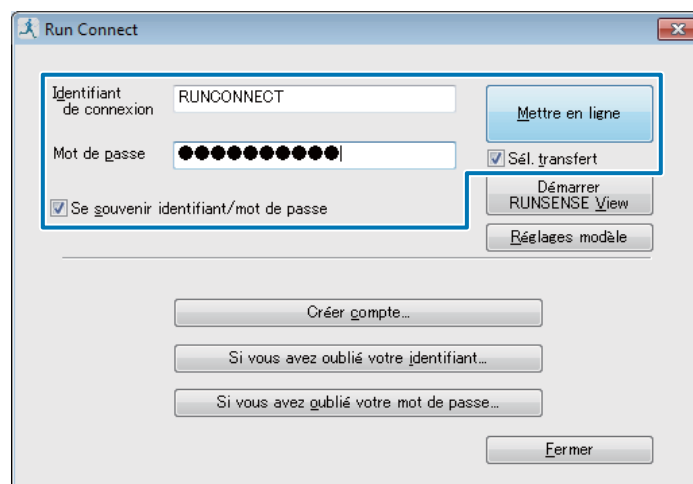 Run Connect
Identifiant
de connexion
RUNCONNECT
Mettre en ligne
Mot de passe
●●●●●●●●●●
Sél. transfert
Se souvenir identifiant/mot de passe
Démarrer
RUNSENSE View
Réglages modèle
Créer compte...
Si vous avez oublié votre identifiant...
Si vous avez oublié votre mot de passe...
Fermer